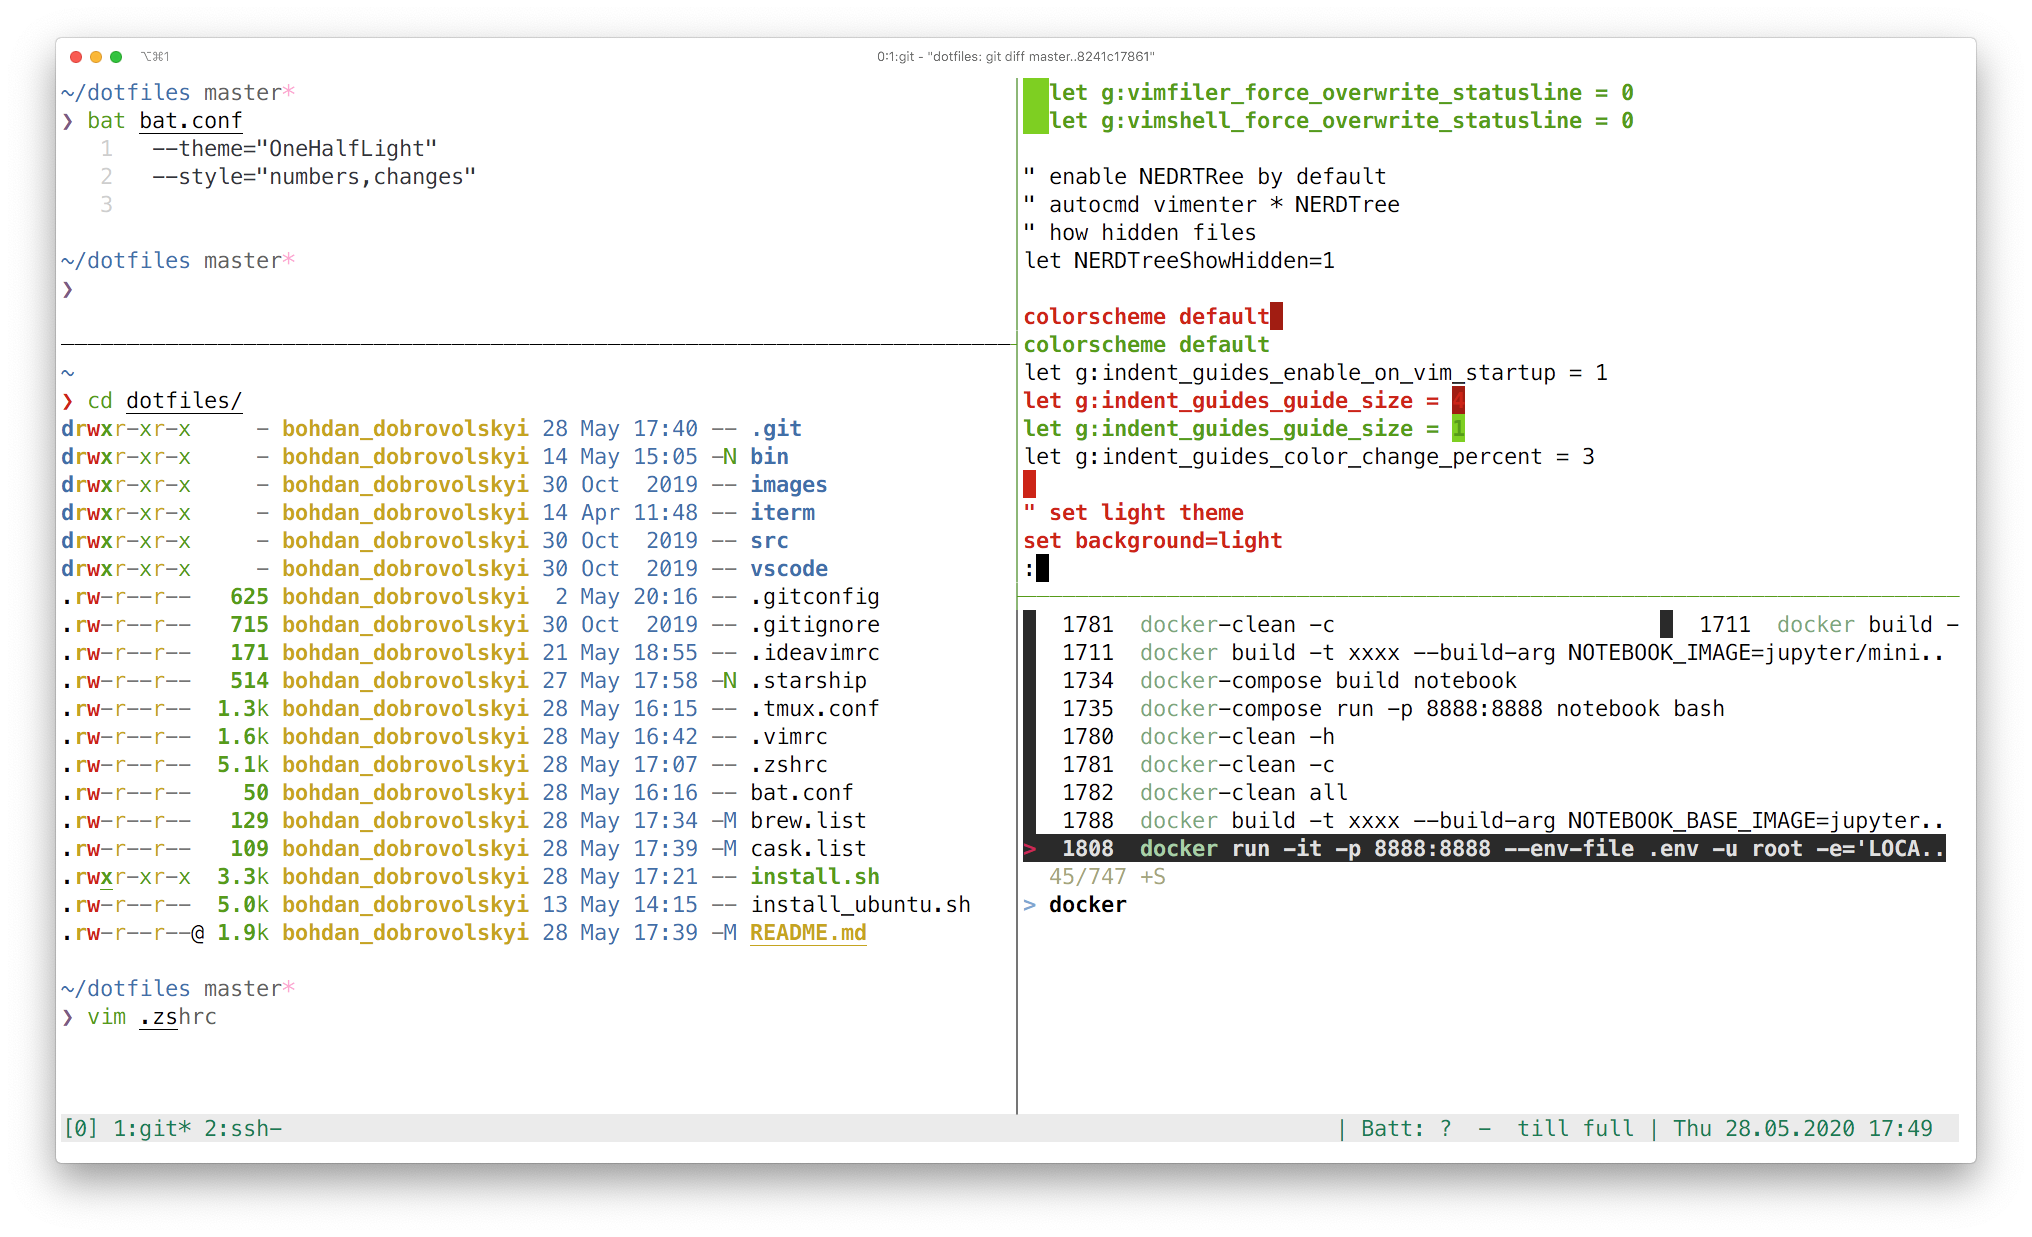 ⌥⌘1
0:1:git - "dotfiles: git diff master..8241c17861"
~/dotfiles master*
❯ bat bat.conf
1 --theme="OneHalfLight"
2 --style="numbers,changes"
3
~/dotfiles master*
❯
~
❯ cd dotfiles/
drwxr-xr-x - bohdan_dobrovolskyi 28 May 17:40 -- .git
drwxr-xr-x - bohdan_dobrovolskyi 14 May 15:05 -N bin
drwxr-xr-x - bohdan_dobrovolskyi 30 Oct 2019 -- images
drwxr-xr-x - bohdan_dobrovolskyi 14 Apr 11:48 -- iterm
drwxr-xr-x - bohdan_dobrovolskyi 30 Oct 2019 -- src
drwxr-xr-x - bohdan_dobrovolskyi 30 Oct 2019 -- vscode
.rw-r--r-- 625 bohdan_dobrovolskyi 2 May 20:16 -- .gitconfig
.rw-r--r-- 715 bohdan_dobrovolskyi 30 Oct 2019 -- .gitignore
.rw-r--r-- 171 bohdan_dobrovolskyi 21 May 18:55 -- .ideavimrc
.rw-r--r-- 514 bohdan_dobrovolskyi 27 May 17:58 -N .starship
.rw-r--r-- 1.3k bohdan_dobrovolskyi 28 May 16:15 -- .tmux.conf
.rw-r--r-- 1.6k bohdan_dobrovolskyi 28 May 16:42 -- .vimrc
.rw-r--r-- 5.1k bohdan_dobrovolskyi 28 May 17:07 -- .zshrc
.rw-r--r-- 50 bohdan_dobrovolskyi 28 May 16:16 -- bat.conf
.rw-r--r-- 129 bohdan_dobrovolskyi 28 May 17:34 -M brew.list
.rw-r--r-- 109 bohdan_dobrovolskyi 28 May 17:39 -M cask.list
.rwxr-xr-x 3.3k bohdan_dobrovolskyi 28 May 17:21 -- install.sh
.rw-r--r-- 5.0k bohdan_dobrovolskyi 13 May 14:15 -- install_ubuntu.sh
.rw-r--r--@ 1.9k bohdan_dobrovolskyi 28 May 17:39 -M README.md
~/dotfiles master*
❯ vim .zshrc
let g:vimfiler_force_overwrite_statusline = 0
let g:vimshell_force_overwrite_statusline = 0
" enable NEDRTRee by default
" autocmd vimenter * NERDTree
" how hidden files
let NERDTreeShowHidden=1
colorscheme default
colorscheme default
let g:indent_guides_enable_on_vim_startup = 1
let g:indent_guides_guide_size = 4
let g:indent_guides_guide_size = 1
let g:indent_guides_color_change_percent = 3
" set light theme
set background=light
:
1781 docker-clean -c 1711 docker build -
1711 docker build -t xxxx --build-arg NOTEBOOK_IMAGE=jupyter/mini..
1734 docker-compose build notebook
1735 docker-compose run -p 8888:8888 notebook bash
1780 docker-clean -h
1781 docker-clean -c
1782 docker-clean all
1788 docker build -t xxxx --build-arg NOTEBOOK_BASE_IMAGE=jupyter..
> 1808 docker run -it -p 8888:8888 --env-file .env -u root -e='LOCA..
45/747 +S
> docker
[0] 1:git* 2:ssh-
| Batt: ? - till full | Thu 28.05.2020 17:49